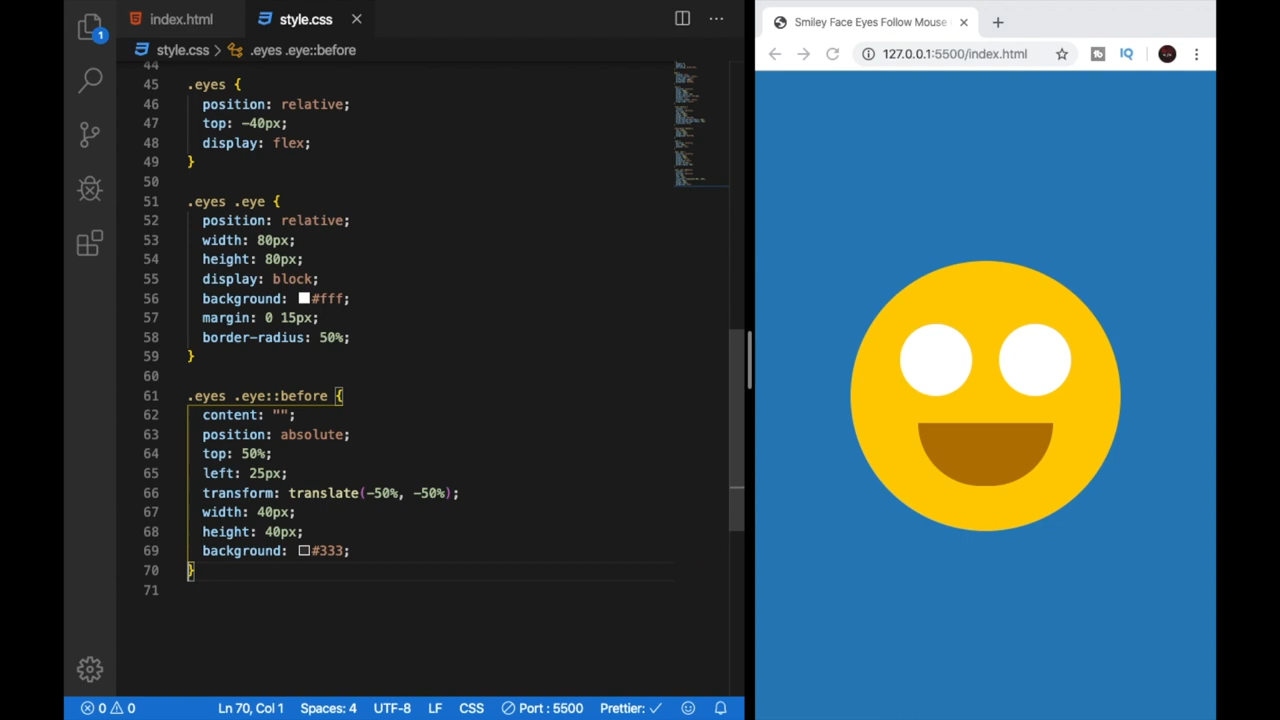 1
index.html
style.css
style.css > .eyes .eye::before
44
45 .eyes {
46 position: relative;
47 top: -40px;
48 display: flex;
49 }
50
51 .eyes .eye {
52 position: relative;
53 width: 80px;
54 height: 80px;
55 display: block;
56 background: #fff;
57 margin: 0 15px;
58 border-radius: 50%;
59 }
60
61 .eyes .eye::before {
62 content: "";
63 position: absolute;
64 top: 50%;
65 left: 25px;
66 transform: translate(-50%, -50%);
67 width: 40px;
68 height: 40px;
69 background: #333;
70 }
71
0 0 Ln 70, Col 1 Spaces: 4 UTF-8 LF CSS Port : 5500 Prettier: ✓
Smiley Face Eyes Follow Mouse
127.0.0.1:5500/index.html
IQ